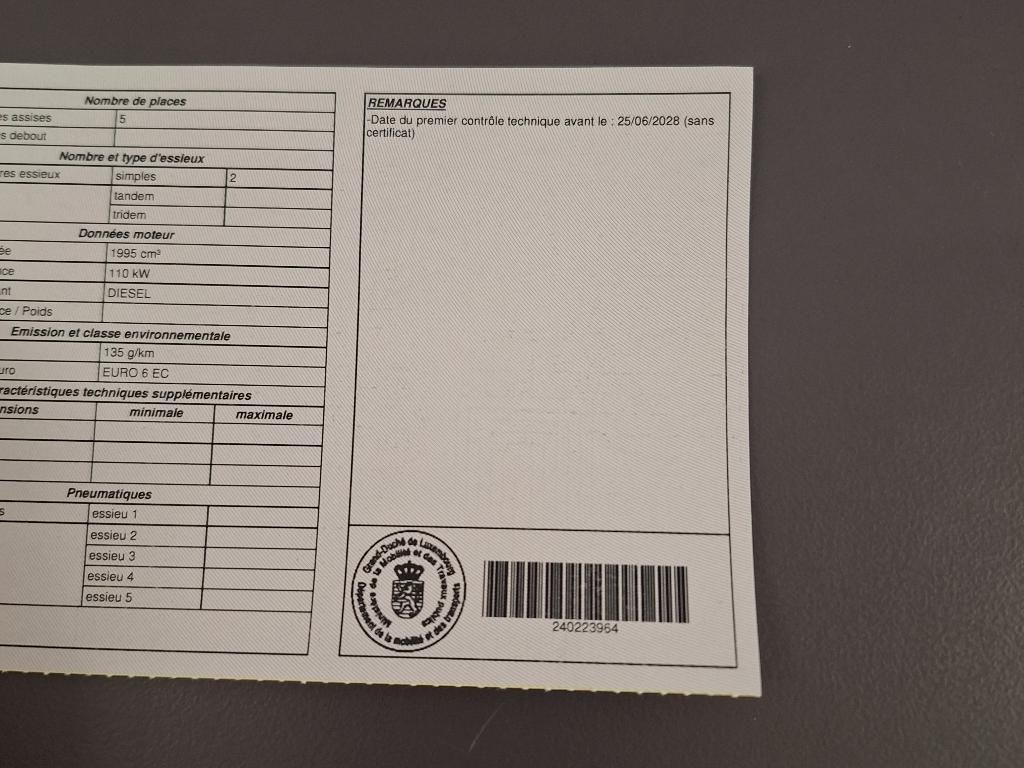 Nombre de places
s assises 5
s debout
Nombre et type d'essieux
res essieux simples 2
tandem
tridem
Données moteur
ée 1995 cm³
ce 110 kW
nt DIESEL
ce / Poids
Emission et classe environnementale
135 g/km
uro EURO 6 EC
ractéristiques techniques supplémentaires
nsions minimale maximale
Pneumatiques
s essieu 1
essieu 2
essieu 3
essieu 4
essieu 5
REMARQUES
-Date du premier contrôle technique avant le : 25/06/2028 (sans
certificat)
Grand-Duché de Luxembourg
Ministère de la Mobilité et des Travaux publics
Département de la mobilité et des transports
240223964